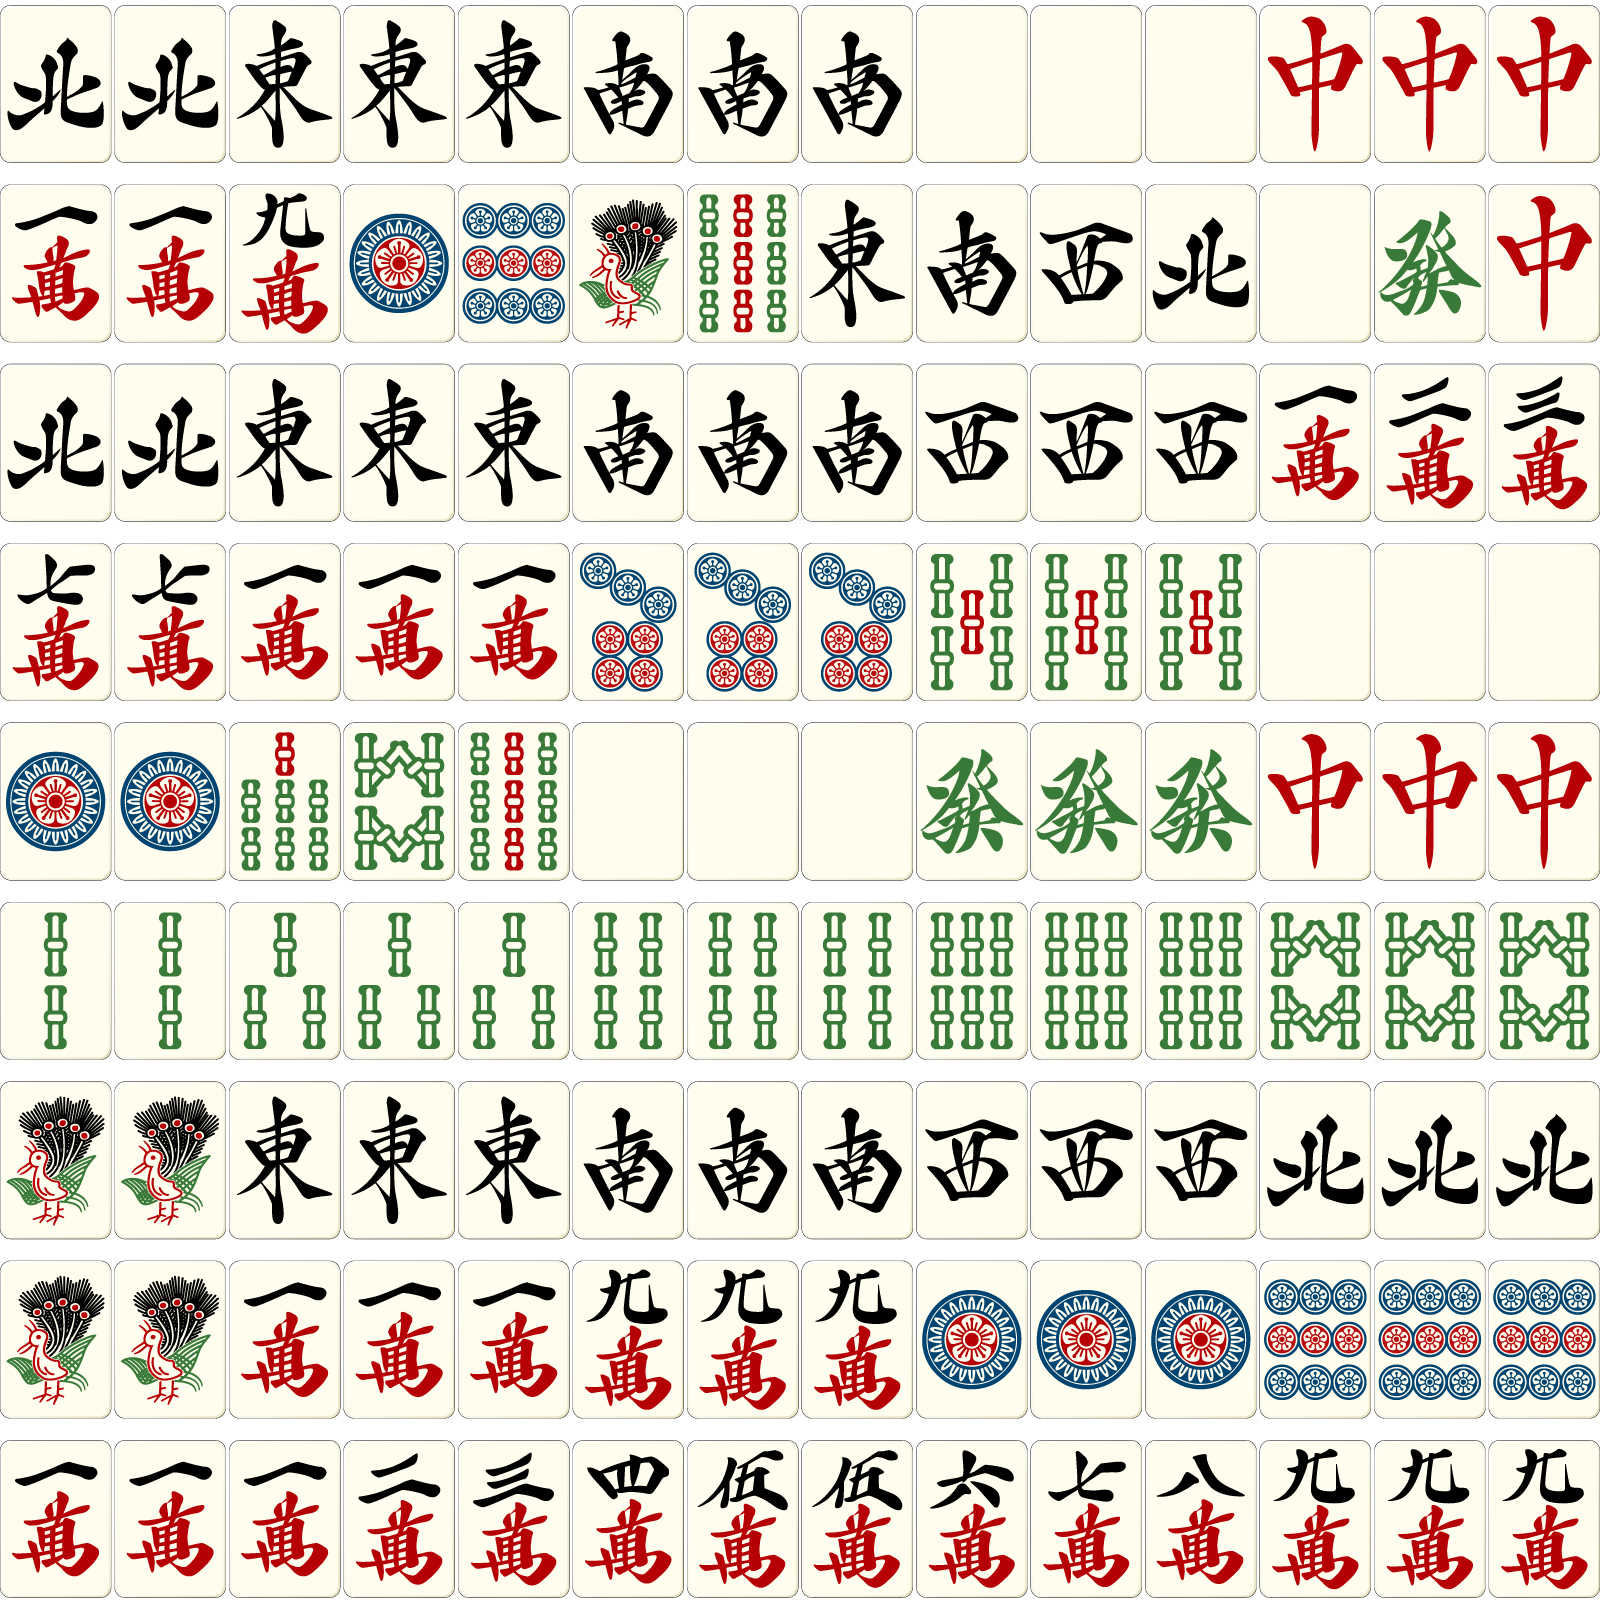 北北東東東南南南中中中
一萬一萬九萬東南西北發中
北北東東東南南南西西西一萬二萬三萬
七萬七萬一萬一萬一萬
發發發中中中
東東東南南南西西西北北北
一萬一萬一萬九萬九萬九萬
一萬一萬一萬二萬三萬四萬伍萬伍萬六萬七萬八萬九萬九萬九萬